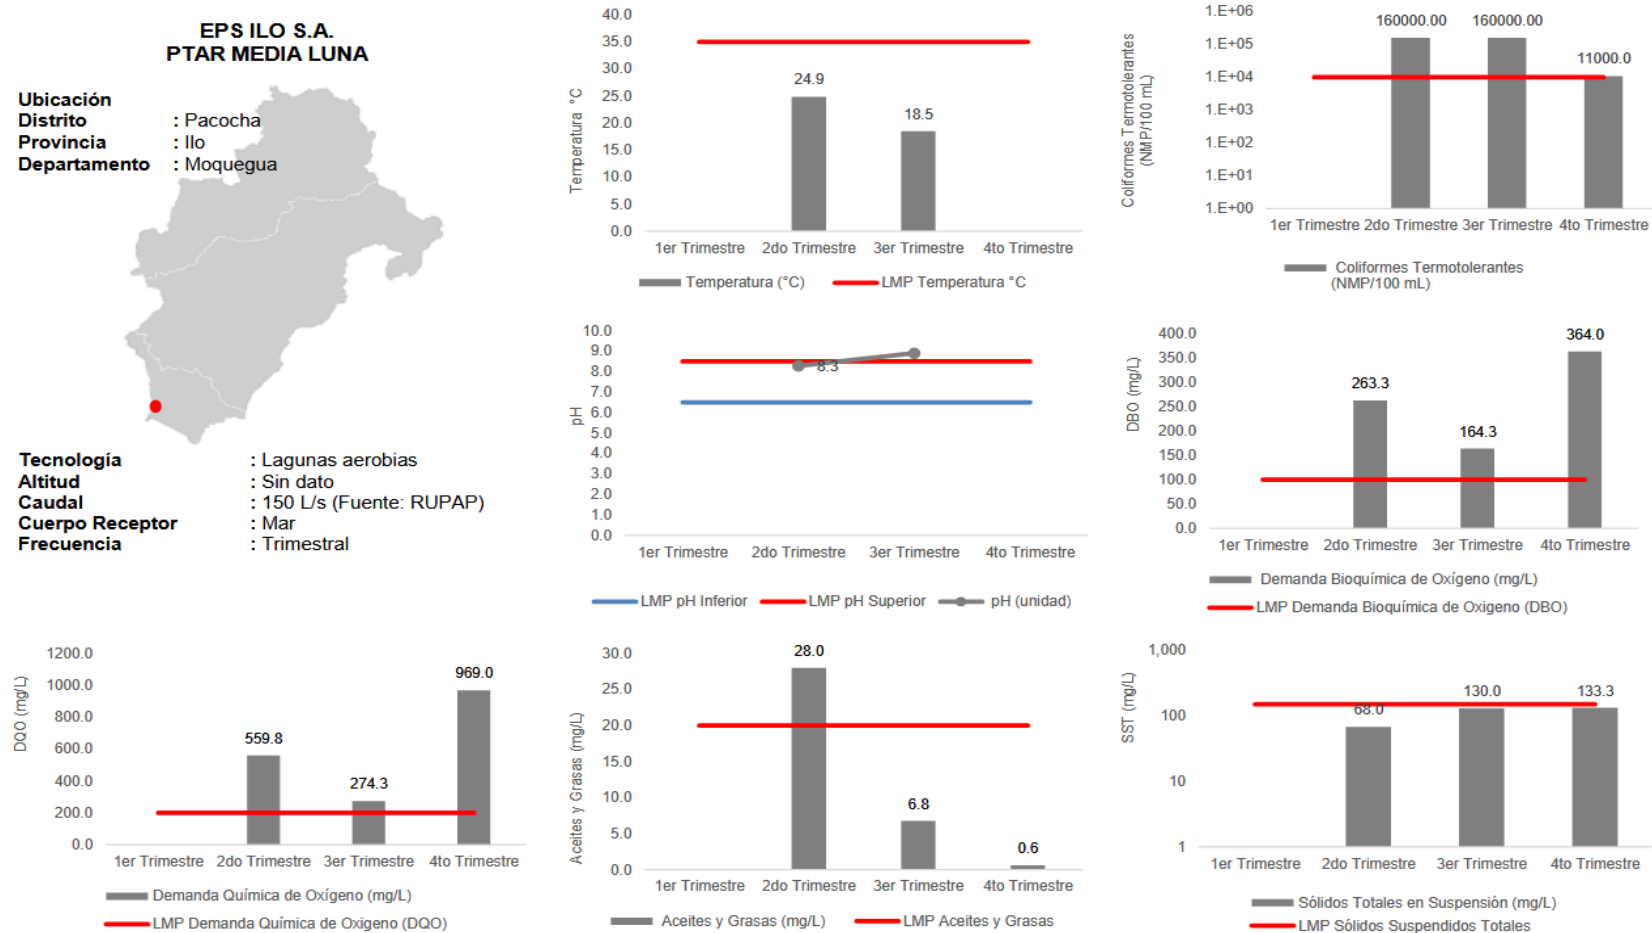 EPS ILO S.A.
PTAR MEDIA LUNA
Ubicación
Distrito : Pacocha
Provincia : Ilo
Departamento : Moquegua
Tecnología : Lagunas aerobias
Altitud : Sin dato
Caudal : 150 L/s (Fuente: RUPAP)
Cuerpo Receptor : Mar
Frecuencia : Trimestral
Temperatura °C
40.0
35.0
30.0
25.0
20.0
15.0
10.0
5.0
0.0
24.9
18.5
1er Trimestre 2do Trimestre 3er Trimestre 4to Trimestre
Temperatura (°C) LMP Temperatura °C
Coliformes Termotolerantes
(NMP/100 mL)
1.E+06
1.E+05
1.E+04
1.E+03
1.E+02
1.E+01
1.E+00
160000.00 160000.00
11000.0
1er Trimestre 2do Trimestre 3er Trimestre 4to Trimestre
Coliformes Termotolerantes
(NMP/100 mL)
pH
10.0
9.0
8.0
7.0
6.0
5.0
4.0
3.0
2.0
1.0
0.0
8.3
1er Trimestre 2do Trimestre 3er Trimestre 4to Trimestre
LMP pH Inferior LMP pH Superior pH (unidad)
DBO (mg/L)
400.0
350.0
300.0
250.0
200.0
150.0
100.0
50.0
0.0
263.3
164.3
364.0
1er Trimestre 2do Trimestre 3er Trimestre 4to Trimestre
Demanda Bioquímica de Oxígeno (mg/L)
LMP Demanda Bioquímica de Oxigeno (DBO)
DQO (mg/L)
1200.0
1000.0
800.0
600.0
400.0
200.0
0.0
559.8
274.3
969.0
1er Trimestre 2do Trimestre 3er Trimestre 4to Trimestre
Demanda Química de Oxígeno (mg/L)
LMP Demanda Química de Oxigeno (DQO)
Aceites y Grasas (mg/L)
30.0
25.0
20.0
15.0
10.0
5.0
0.0
28.0
6.8
0.6
1er Trimestre 2do Trimestre 3er Trimestre 4to Trimestre
Aceites y Grasas (mg/L) LMP Aceites y Grasas
SST (mg/L)
1,000
100
10
1
68.0
130.0
133.3
1er Trimestre 2do Trimestre 3er Trimestre 4to Trimestre
Sólidos Totales en Suspensión (mg/L)
LMP Sólidos Suspendidos Totales